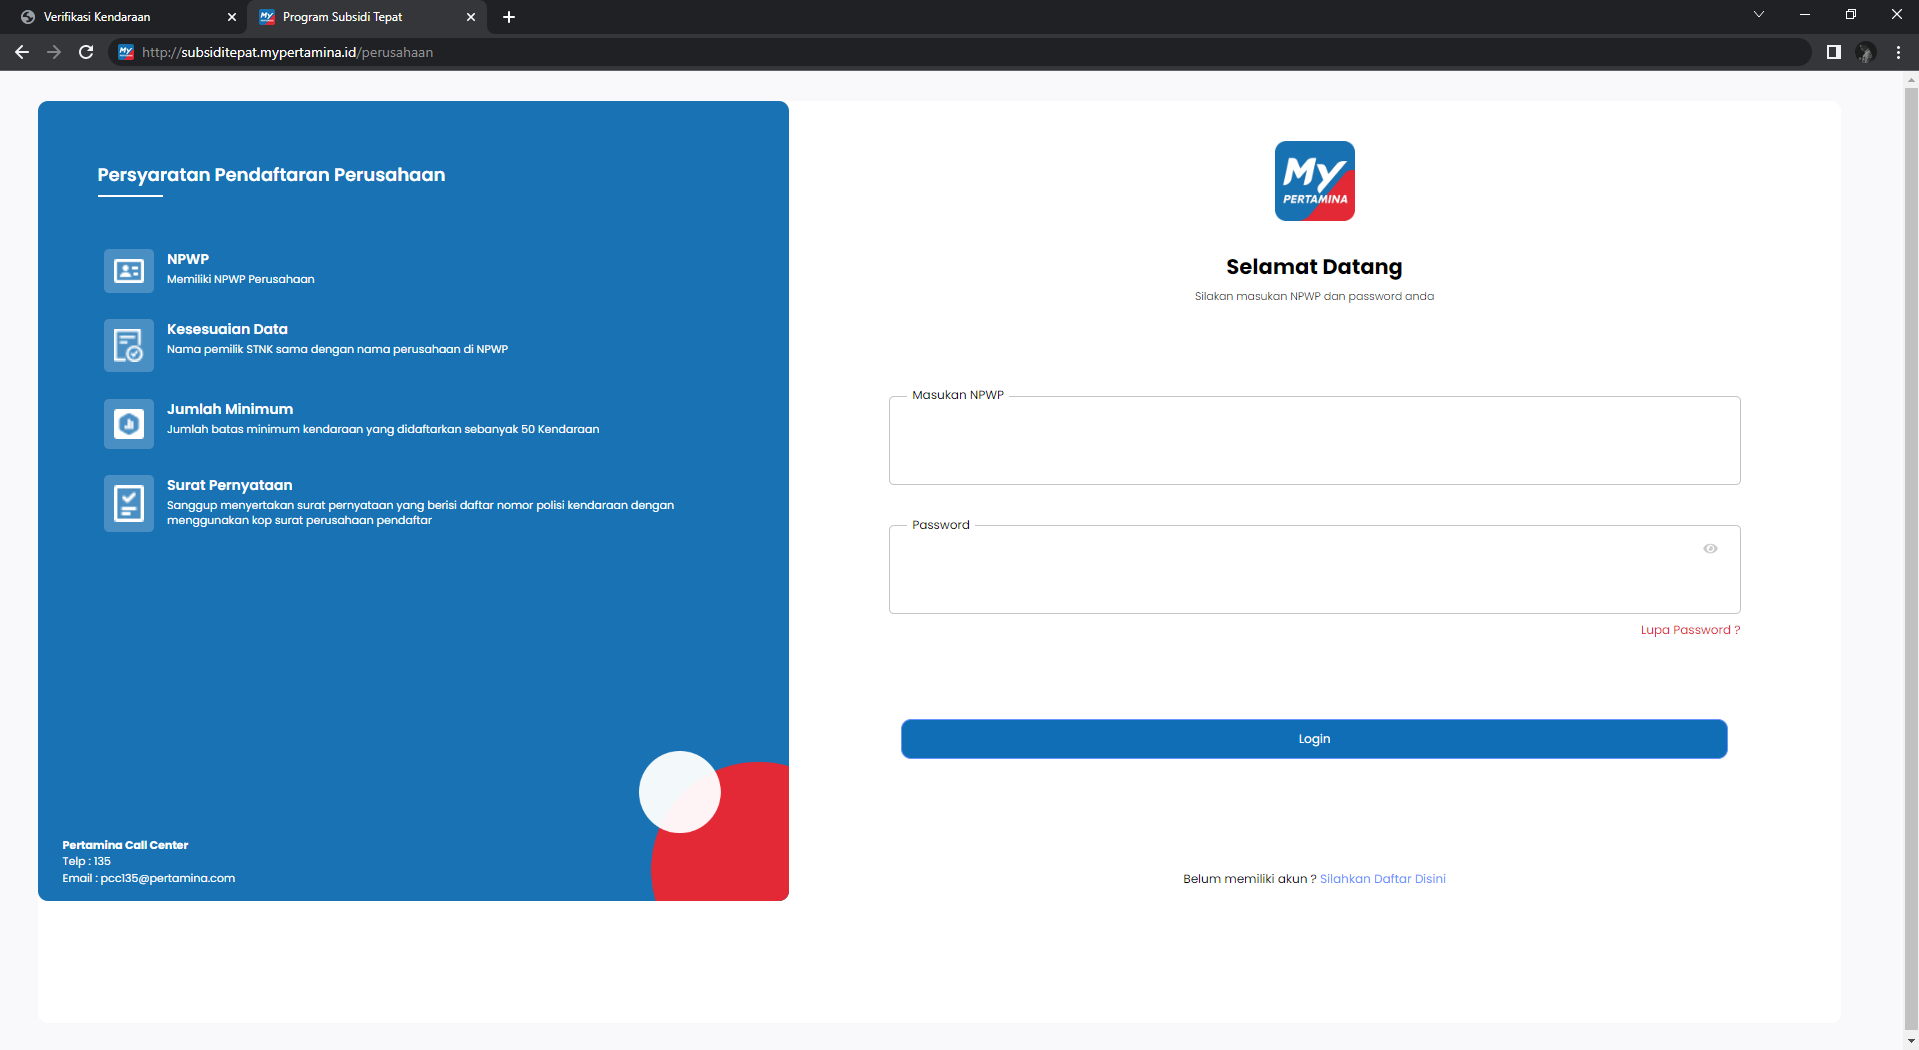 Verifikasi Kendaraan
Program Subsidi Tepat
http://subsiditepat.mypertamina.id/perusahaan
Persyaratan Pendaftaran Perusahaan
NPWP
Memiliki NPWP Perusahaan
Kesesuaian Data
Nama pemilik STNK sama dengan nama perusahaan di NPWP
Jumlah Minimum
Jumlah batas minimum kendaraan yang didaftarkan sebanyak 50 Kendaraan
Surat Pernyataan
Sanggup menyertakan surat pernyataan yang berisi daftar nomor polisi kendaraan dengan
menggunakan kop surat perusahaan pendaftar
Pertamina Call Center
Telp : 135
Email : pcc135@pertamina.com
My
PERTAMINA
Selamat Datang
Silakan masukan NPWP dan password anda
Masukan NPWP
Password
Lupa Password ?
Login
Belum memiliki akun ? Silahkan Daftar Disini